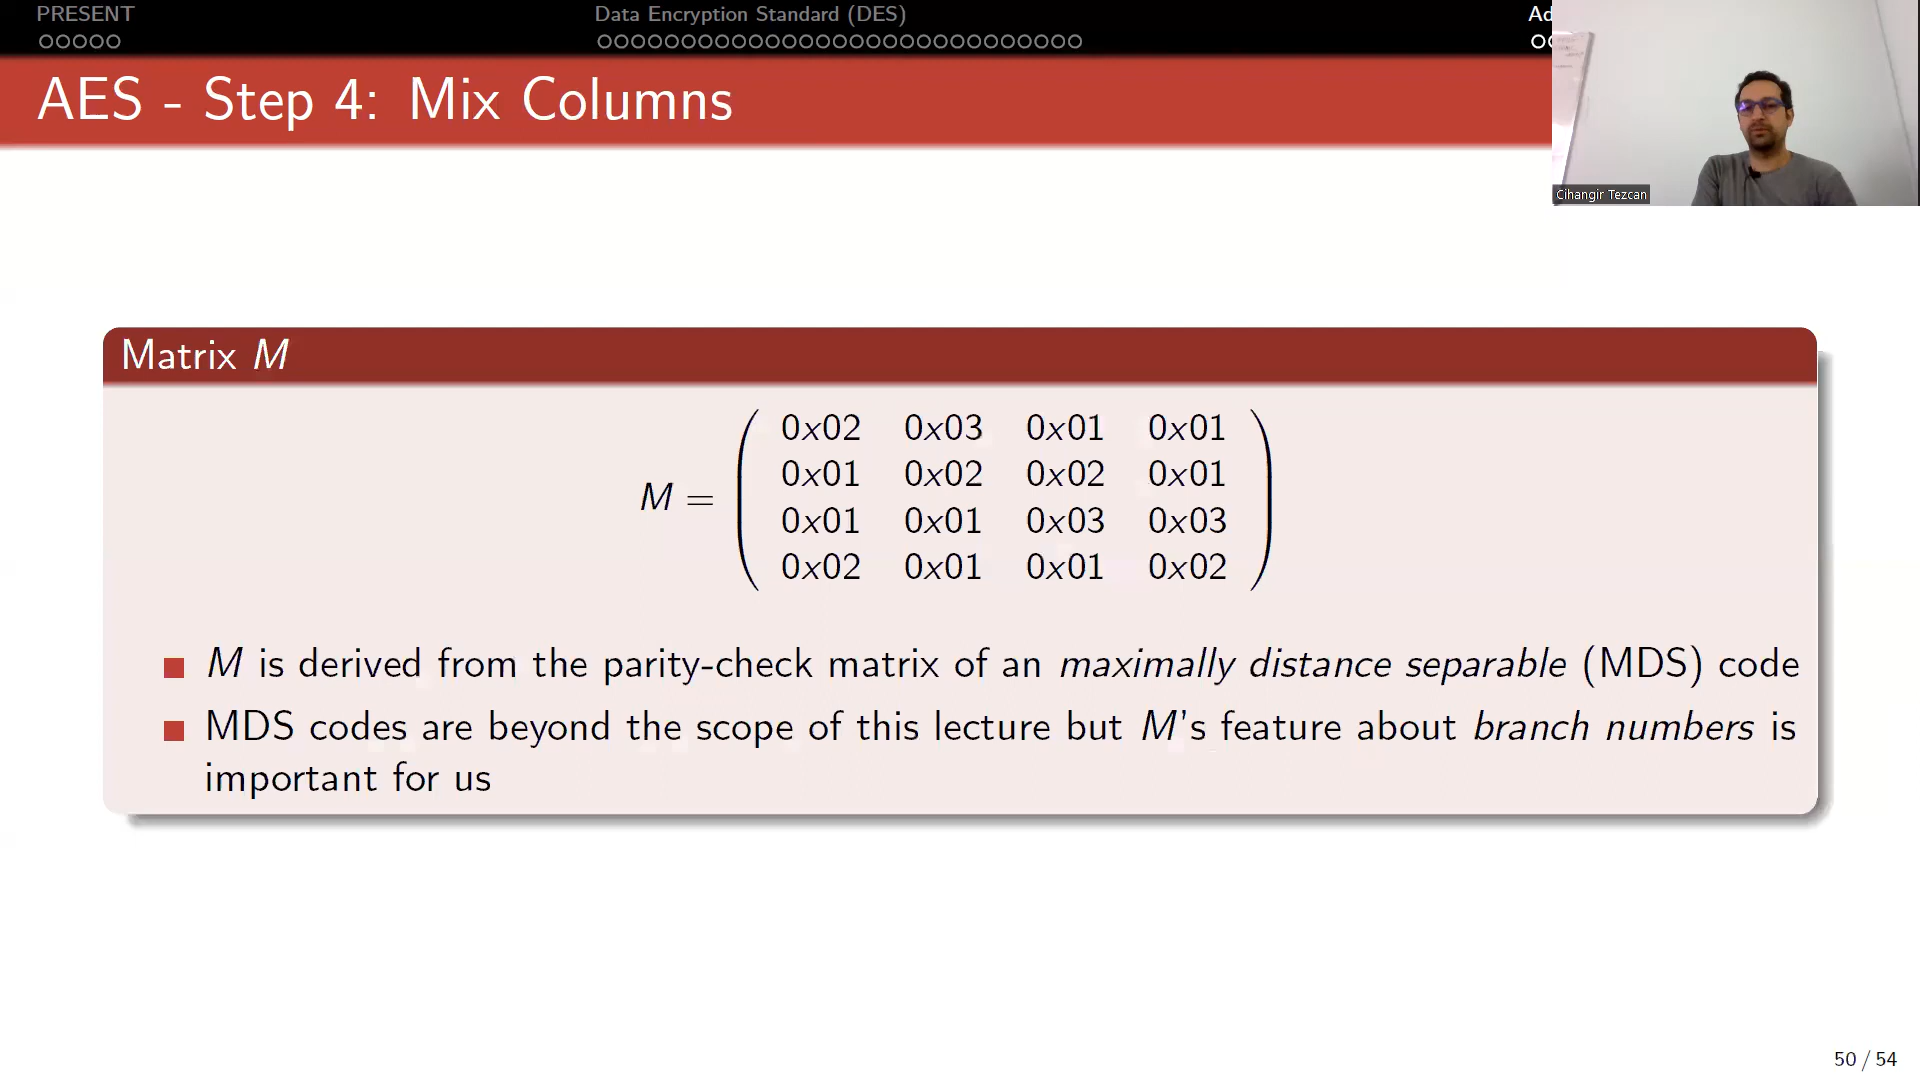 PRESENT
Data Encryption Standard (DES)
Ad
AES - Step 4: Mix Columns
Cihangir Tezcan
Matrix M
M =
0x02 0x03 0x01 0x01
0x01 0x02 0x02 0x01
0x01 0x01 0x03 0x03
0x02 0x01 0x01 0x02
M is derived from the parity-check matrix of an maximally distance separable (MDS) code
MDS codes are beyond the scope of this lecture but M's feature about branch numbers is
important for us
50 / 54